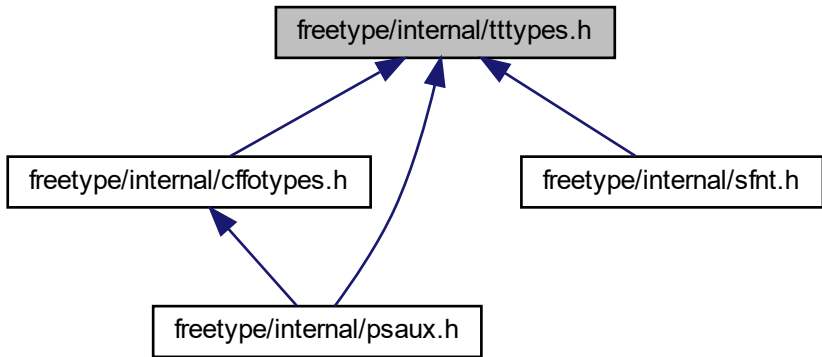 freetype/internal/tttypes.h
freetype/internal/cffotypes.h
freetype/internal/sfnt.h
freetype/internal/psaux.h